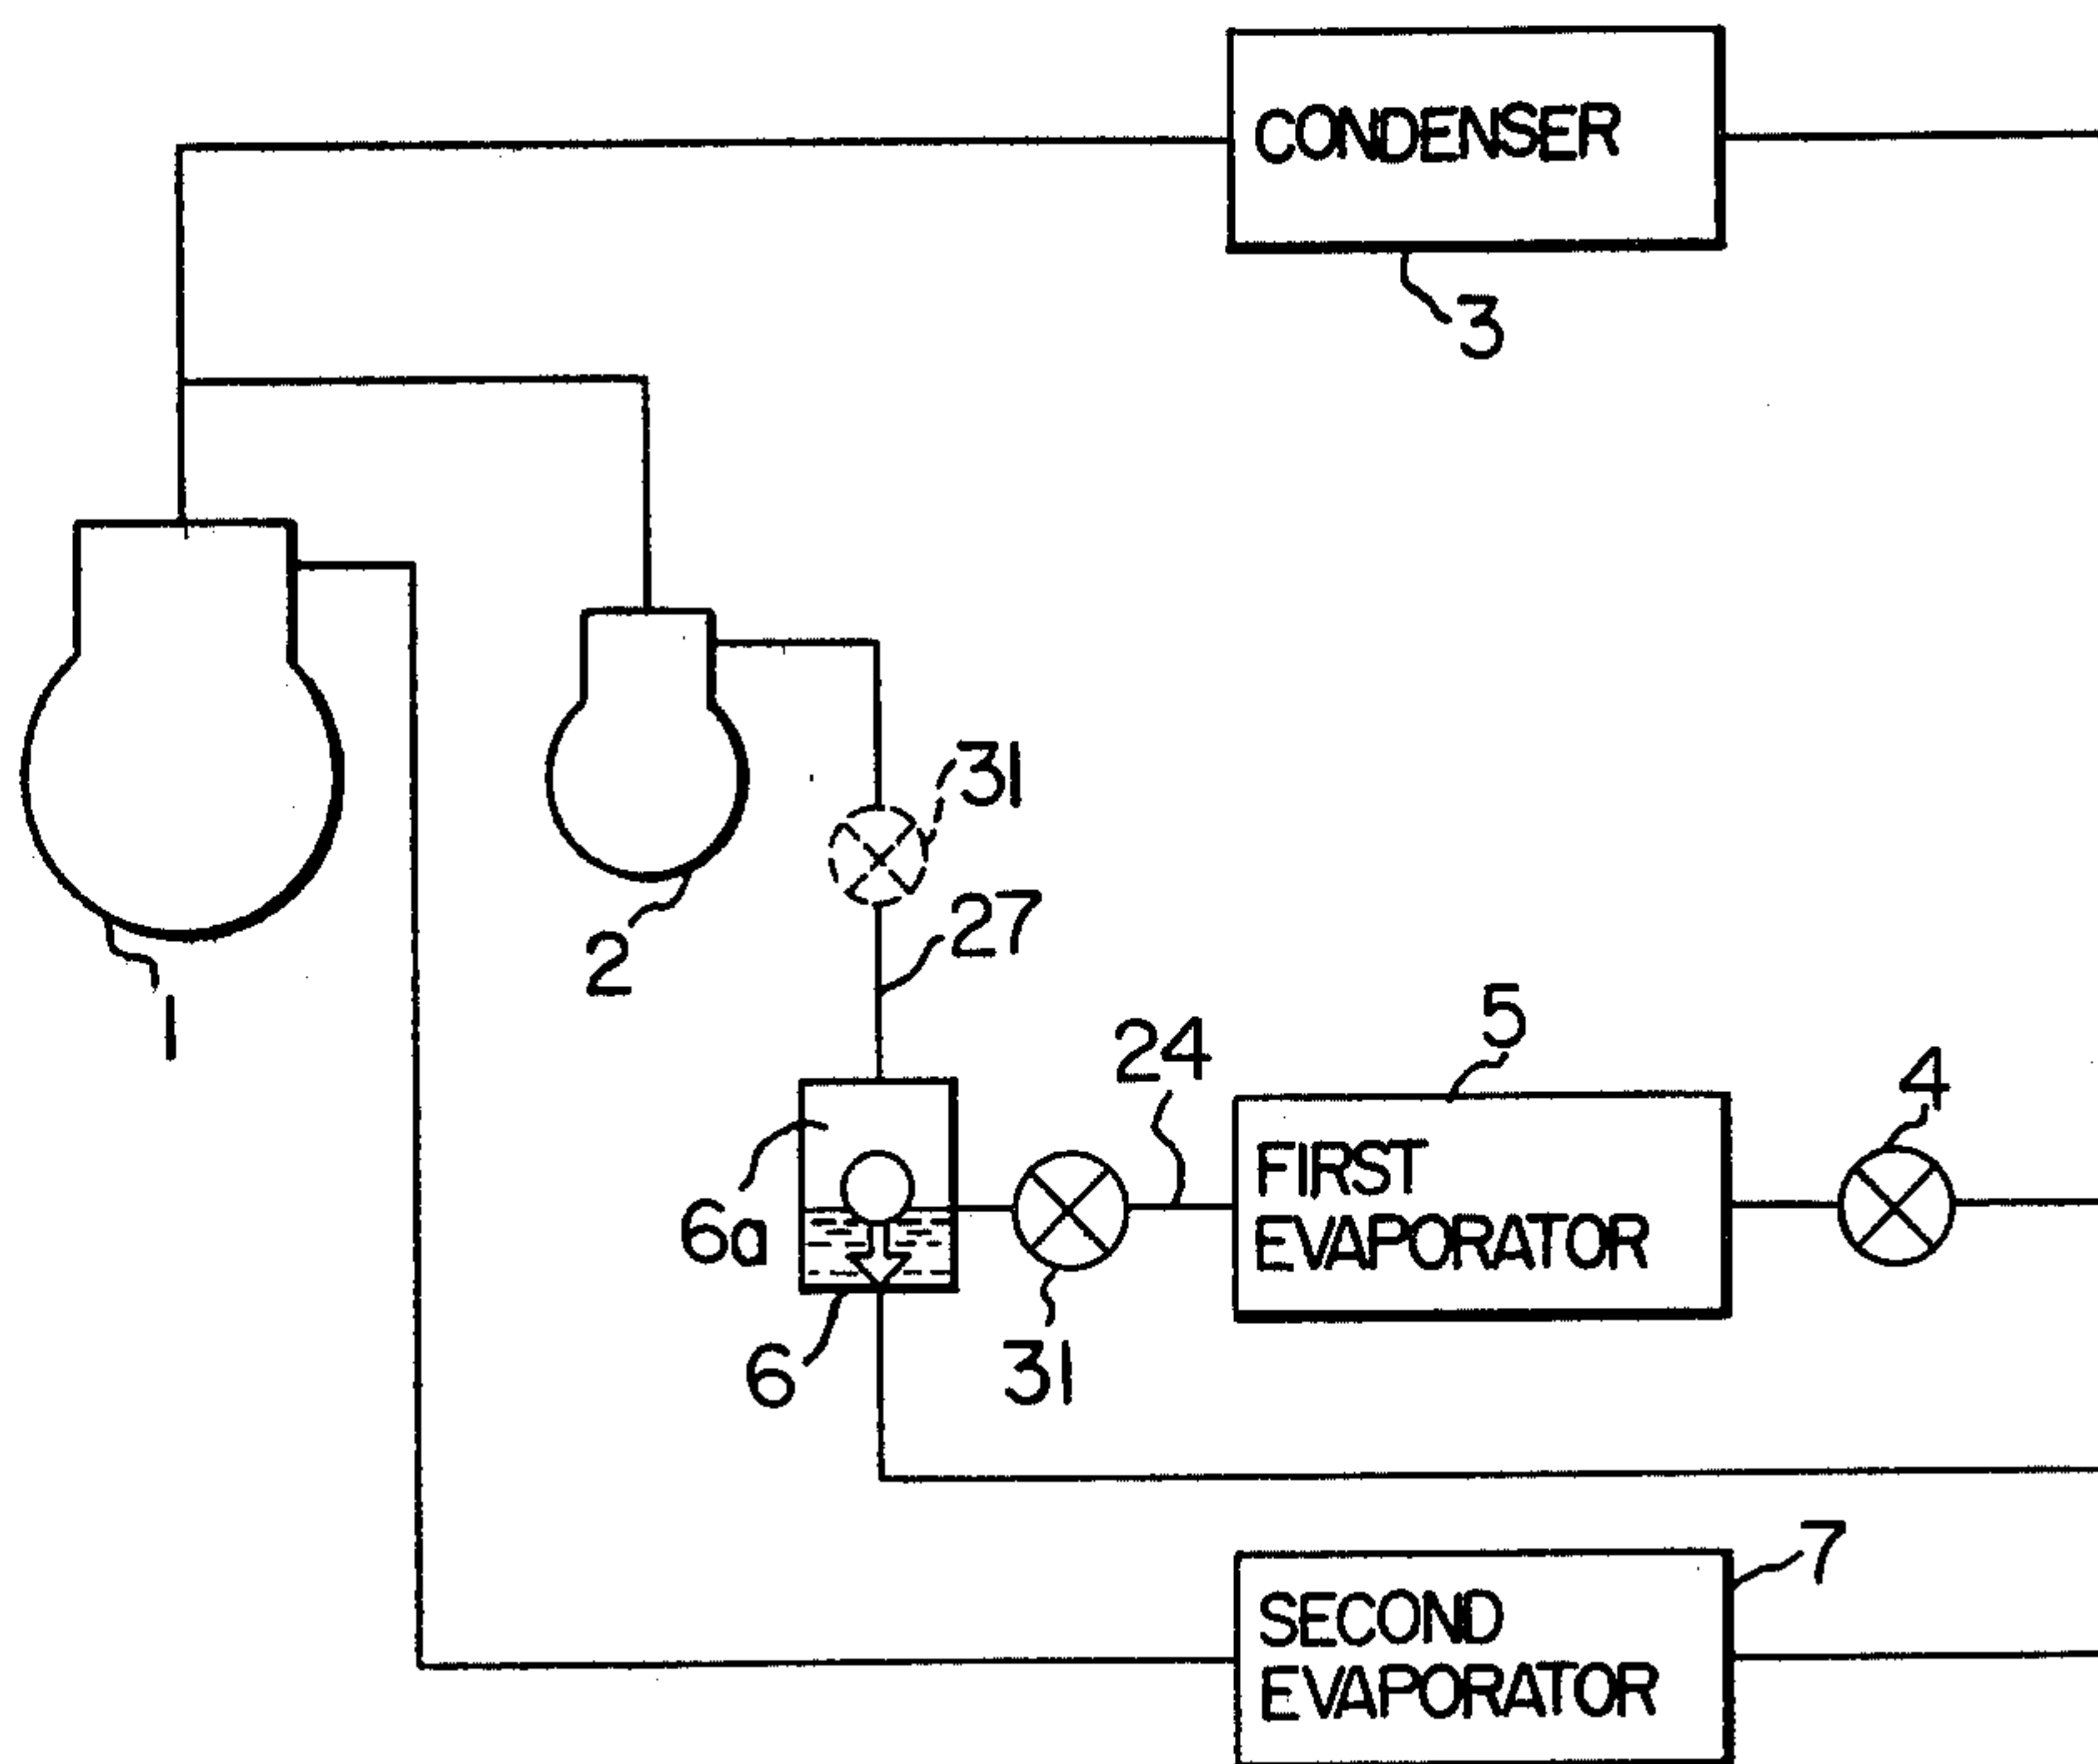 CONDENSER
3
31
27
2
1
5
24
4
FIRST
EVAPORATOR
6a
6
31
7
SECOND
EVAPORATOR